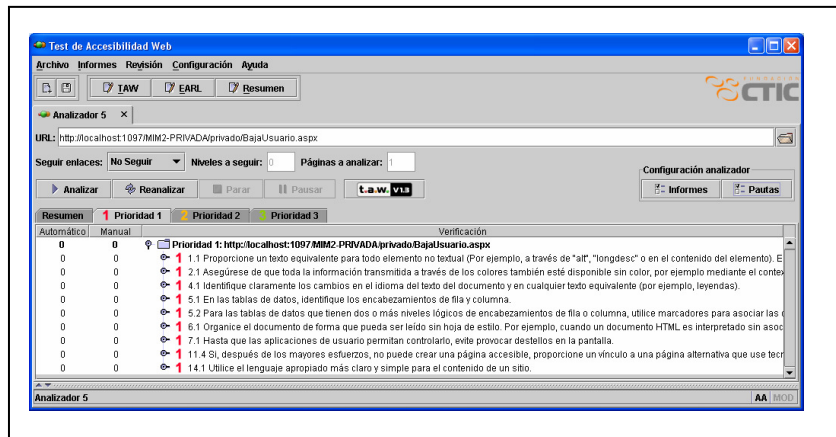 Test de Accesibilidad Web
Archivo Informes Revisión Configuración Ayuda
TAW EARL Resumen
FUNDACIÓN
CTIC
Analizador 5 ×
URL: http://localhost:1097/MIM2-PRIVADA/privado/BajaUsuario.aspx
Seguir enlaces: No Seguir Niveles a seguir: 0 Páginas a analizar: 1
Configuración analizador
Analizar Reanalizar Parar Pausar t.a.w. V1.3 Informes Pautas
Resumen 1 Prioridad 1 2 Prioridad 2 3 Prioridad 3
Automático Manual Verificación
0 0 Prioridad 1: http://localhost:1097/MIM2-PRIVADA/privado/BajaUsuario.aspx
0 0 1 1.1 Proporcione un texto equivalente para todo elemento no textual (Por ejemplo, a través de "alt", "longdesc" o en el contenido del elemento). E
0 0 1 2.1 Asegúrese de que toda la información transmitida a través de los colores también esté disponible sin color, por ejemplo mediante el contex
0 0 1 4.1 Identifique claramente los cambios en el idioma del texto del documento y en cualquier texto equivalente (por ejemplo, leyendas).
0 0 1 5.1 En las tablas de datos, identifique los encabezamientos de fila y columna.
0 0 1 5.2 Para las tablas de datos que tienen dos o más niveles lógicos de encabezamientos de fila o columna, utilice marcadores para asociar las
0 0 1 6.1 Organice el documento de forma que pueda ser leído sin hoja de estilo. Por ejemplo, cuando un documento HTML es interpretado sin asoc
0 0 1 7.1 Hasta que las aplicaciones de usuario permitan controlarlo, evite provocar destellos en la pantalla.
0 0 1 11.4 Si, después de los mayores esfuerzos, no puede crear una página accesible, proporcione un vínculo a una página alternativa que use tecr
0 0 1 14.1 Utilice el lenguaje apropiado más claro y simple para el contenido de un sitio.
Analizador 5 AA MOD